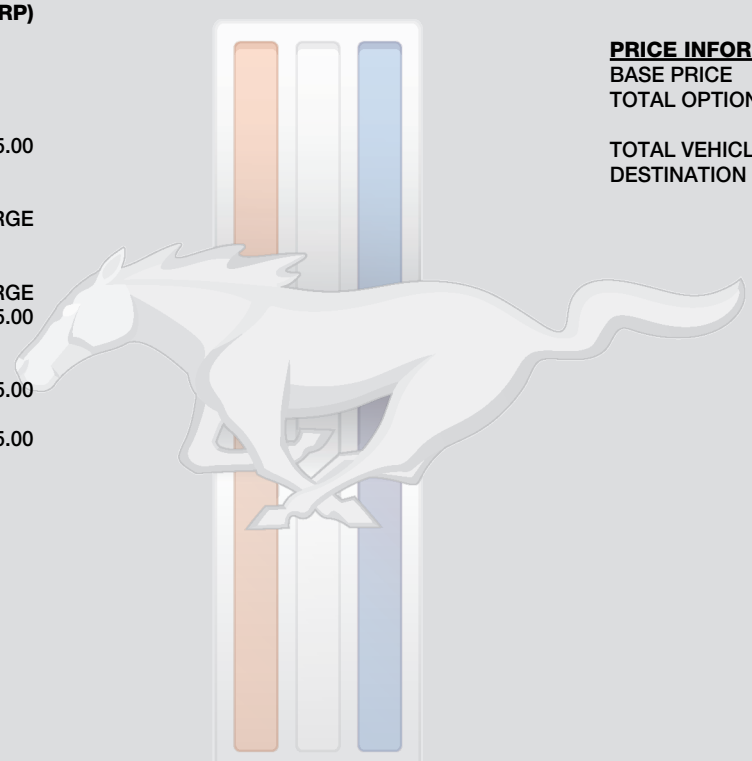 RP)
5.00
RGE
RGE
5.00
5.00
5.00
PRICE INFOR
BASE PRICE
TOTAL OPTION
TOTAL VEHICL
DESTINATION